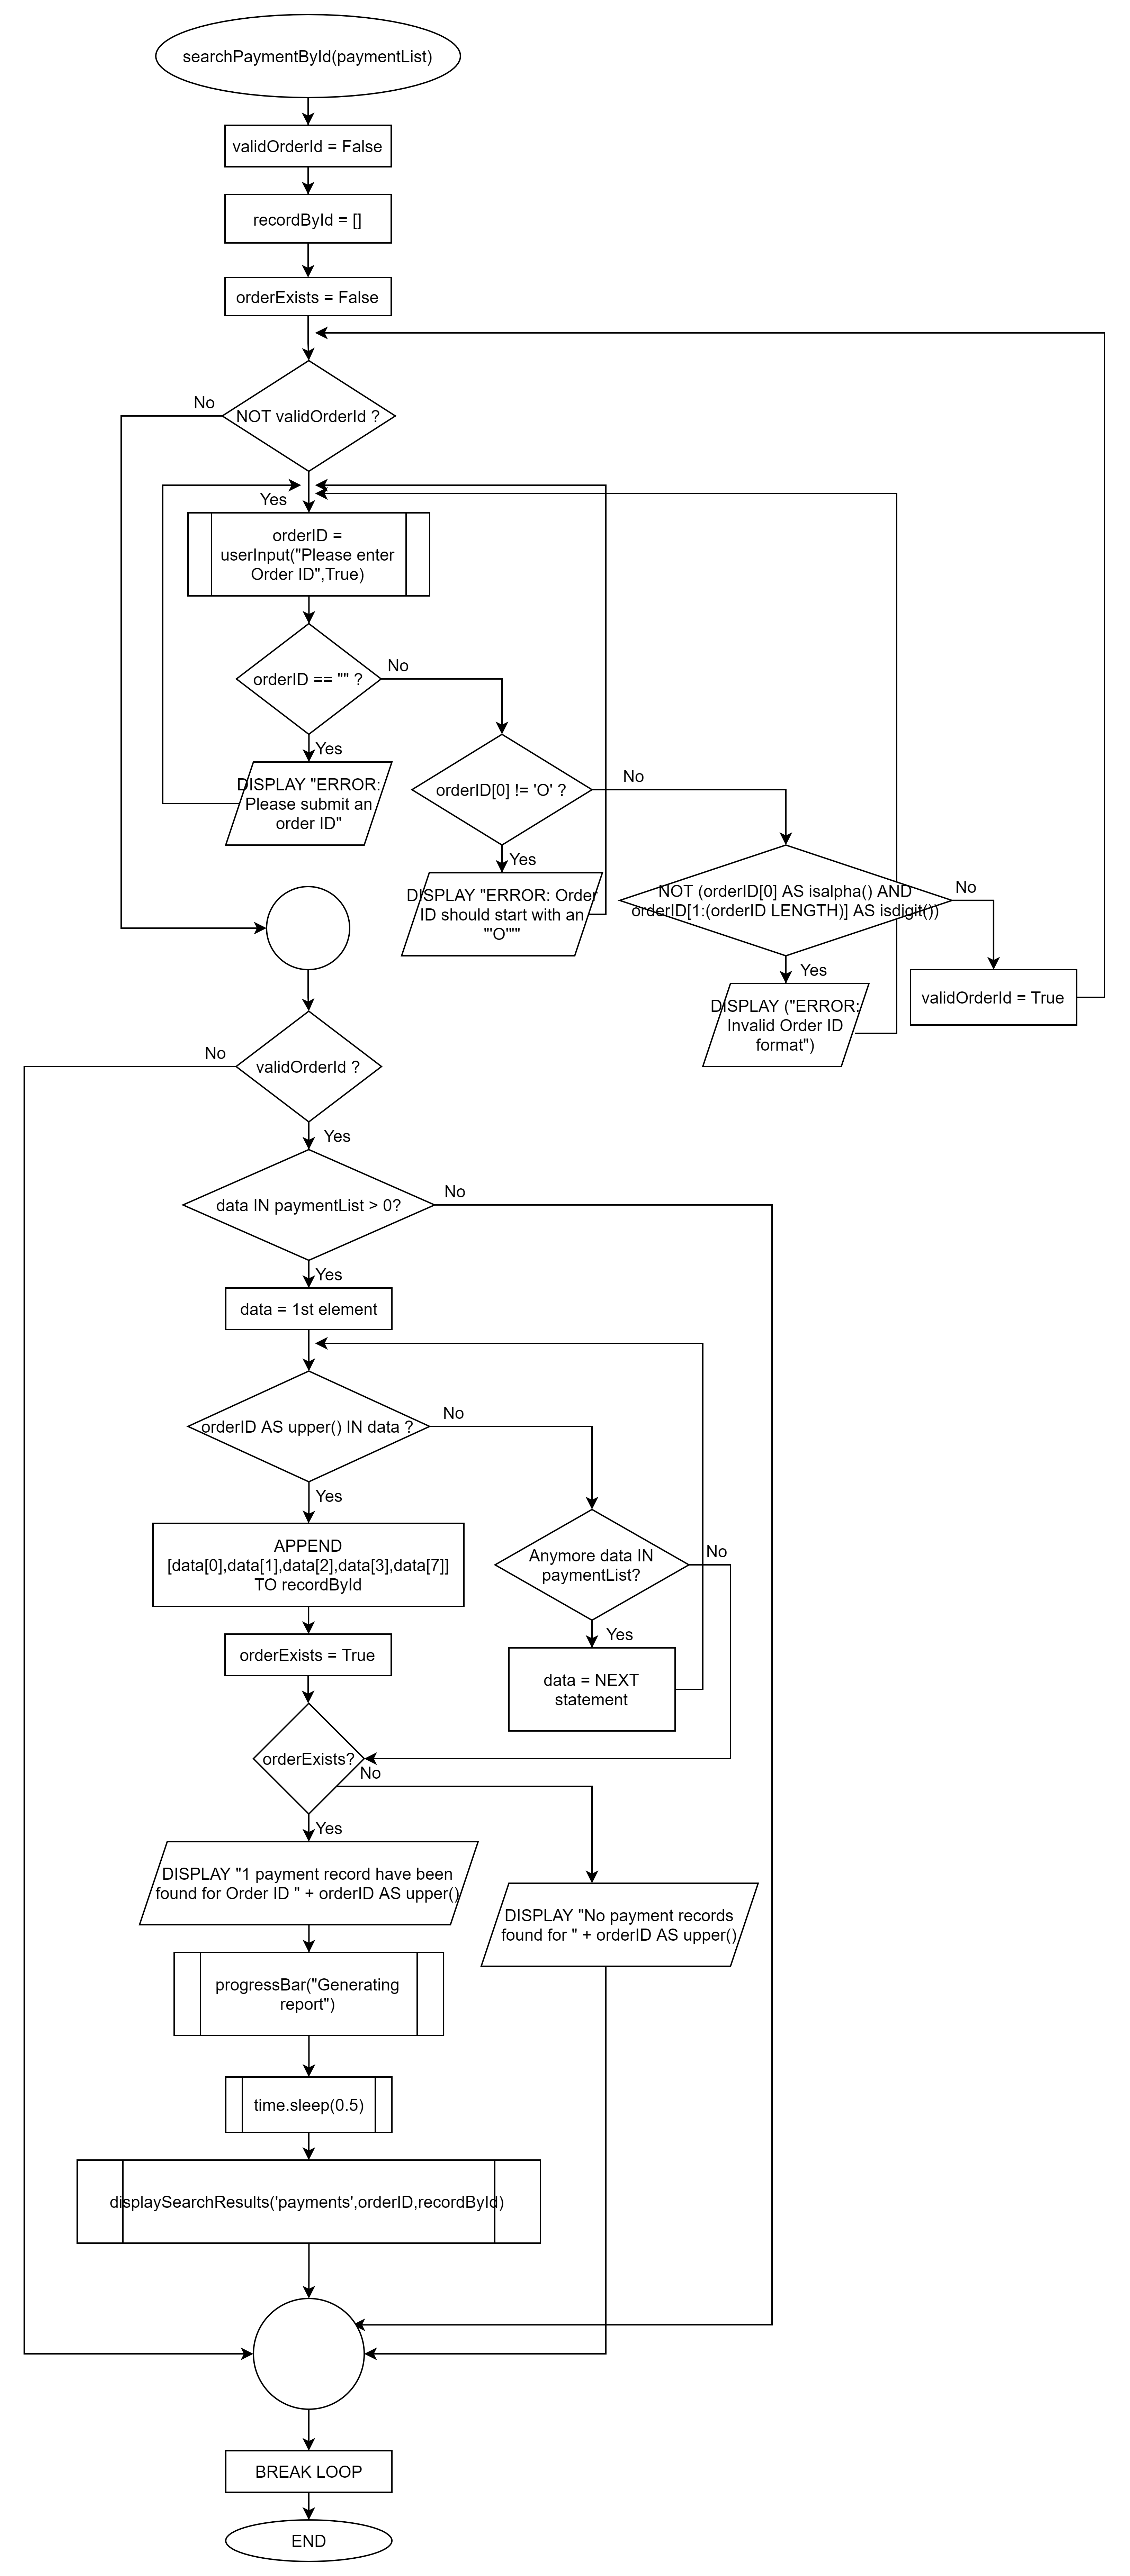 searchPaymentById(paymentList)
validOrderId = False
recordById = []
orderExists = False
No
NOT validOrderId ?
Yes
orderID =
userInput("Please enter
Order ID",True)
orderID == "" ?
No
Yes
DISPLAY "ERROR:
Please submit an
order ID"
orderID[0] != 'O' ?
No
Yes
DISPLAY "ERROR: Order
ID should start with an
"'O'""
NOT (orderID[0] AS isalpha() AND
orderID[1:(orderID LENGTH)] AS isdigit())
No
Yes
DISPLAY ("ERROR:
Invalid Order ID
format")
validOrderId = True
No
validOrderId ?
Yes
data IN paymentList > 0?
No
Yes
data = 1st element
orderID AS upper() IN data ?
No
Yes
APPEND
[data[0],data[1],data[2],data[3],data[7]]
TO recordById
Anymore data IN
paymentList?
No
Yes
data = NEXT
statement
orderExists = True
orderExists?
No
Yes
DISPLAY "1 payment record have been
found for Order ID " + orderID AS upper()
DISPLAY "No payment records
found for " + orderID AS upper()
progressBar("Generating
report")
time.sleep(0.5)
displaySearchResults('payments',orderID,recordById)
BREAK LOOP
END